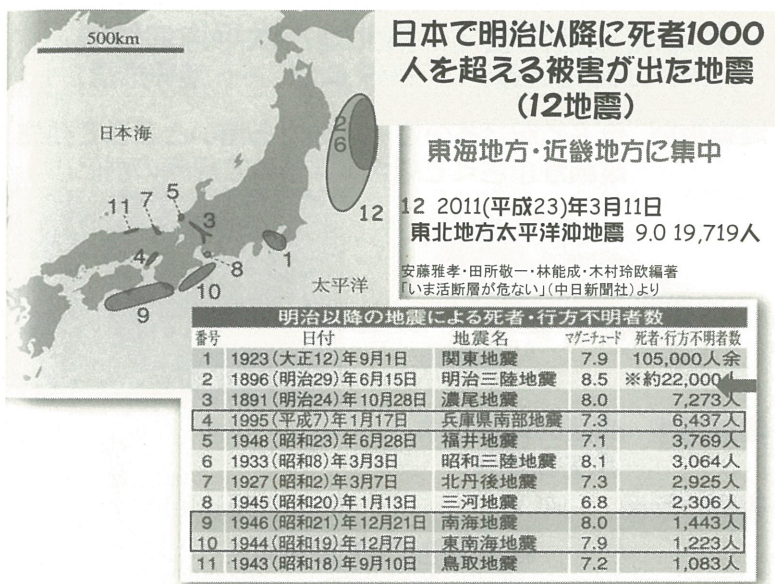 500km
日本海
太平洋
11
7
5
2
6
3
12
4
8
1
10
9
日本で明治以降に死者1000
人を超える被害が出た地震
(12地震)
東海地方・近畿地方に集中
12 2011(平成23)年3月11日
東北地方太平洋沖地震 9.0 19,719人
安藤雅孝・田所敬一・林能成・木村玲欧編著
「いま活断層が危ない」(中日新聞社)より
明治以降の地震による死者・行方不明者数
番号 日付 地震名 マグニチュード 死者・行方不明者数
1 1923(大正12)年9月1日 関東地震 7.9 105,000人余
2 1896(明治29)年6月15日 明治三陸地震 8.5 ※約22,000人
3 1891(明治24)年10月28日 濃尾地震 8.0 7,273人
4 1995(平成7)年1月17日 兵庫県南部地震 7.3 6,437人
5 1948(昭和23)年6月28日 福井地震 7.1 3,769人
6 1933(昭和8)年3月3日 昭和三陸地震 8.1 3,064人
7 1927(昭和2)年3月7日 北丹後地震 7.3 2,925人
8 1945(昭和20)年1月13日 三河地震 6.8 2,306人
9 1946(昭和21)年12月21日 南海地震 8.0 1,443人
10 1944(昭和19)年12月7日 東南海地震 7.9 1,223人
11 1943(昭和18)年9月10日 鳥取地震 7.2 1,083人